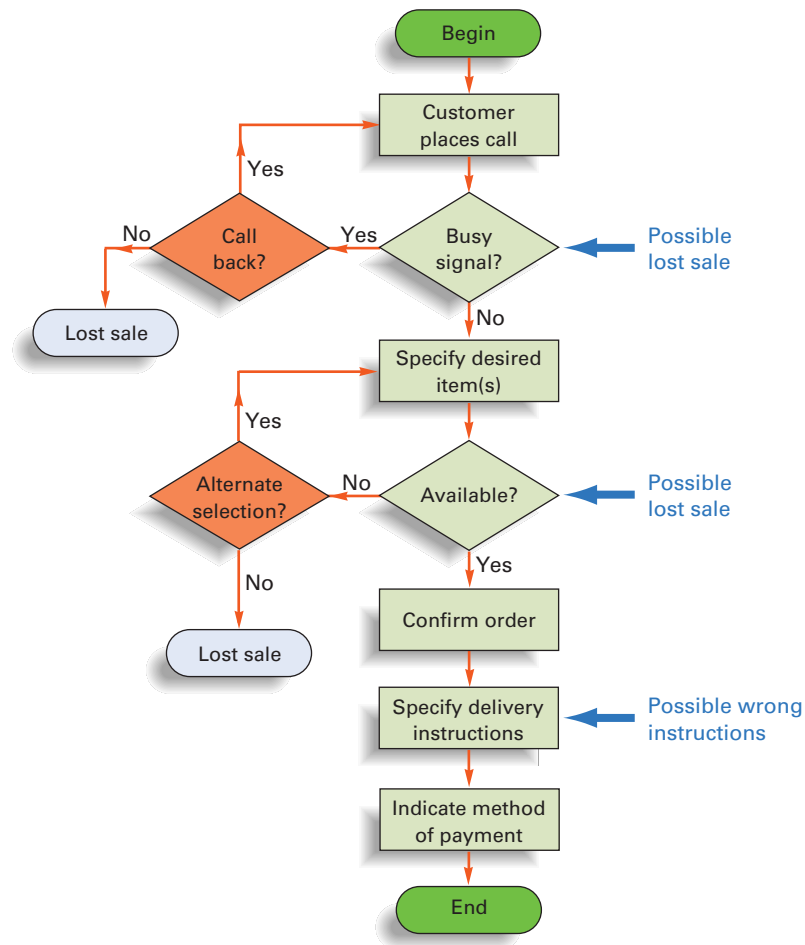 Begin
Customer
places call
Yes
No
Call
back?
Yes
Busy
signal?
Possible
lost sale
Lost sale
No
Specify desired
item(s)
Yes
Alternate
selection?
No
Available?
Possible
lost sale
No
Yes
Lost sale
Confirm order
Specify delivery
instructions
Possible wrong
instructions
Indicate method
of payment
End